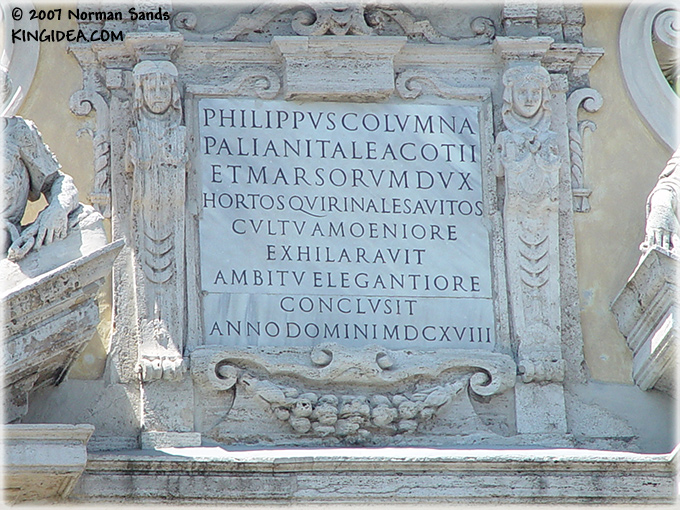 © 2007 Norman Sands
KINGIDEA.COM
PHILIPPVS COLVMNA
PALIANI TALEACOTII
ET MARSORVM DVX
HORTOS QVIRINALES AVITOS
CVLTV AMOENIORE
EXHILARAVIT
AMBITV ELEGANTIORE
CONCLVSIT
ANNO DOMINI MDCXVIII